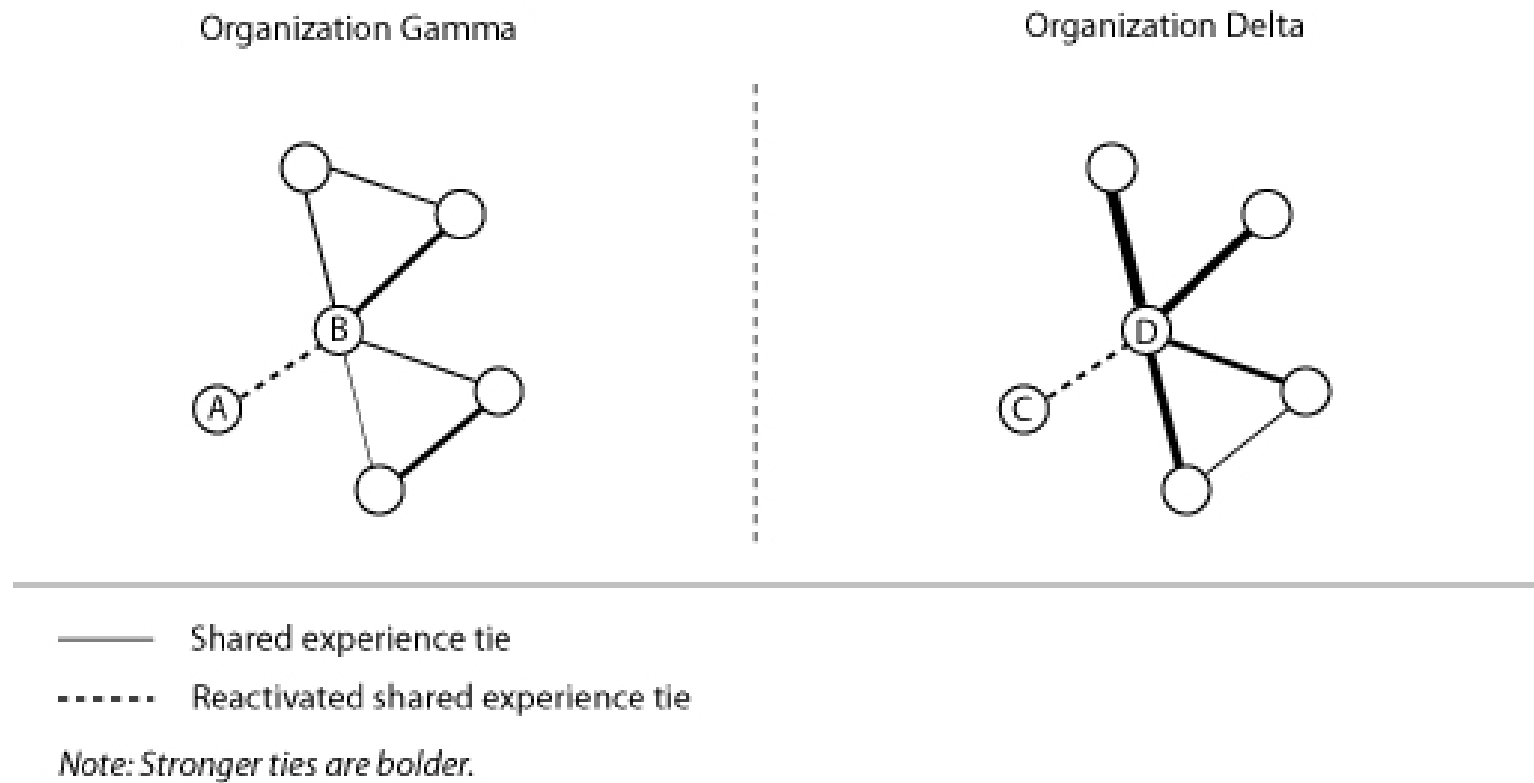 Organization Gamma
Organization Delta
B
D
A
C
Shared experience tie
Reactivated shared experience tie
Note: Stronger ties are bolder.